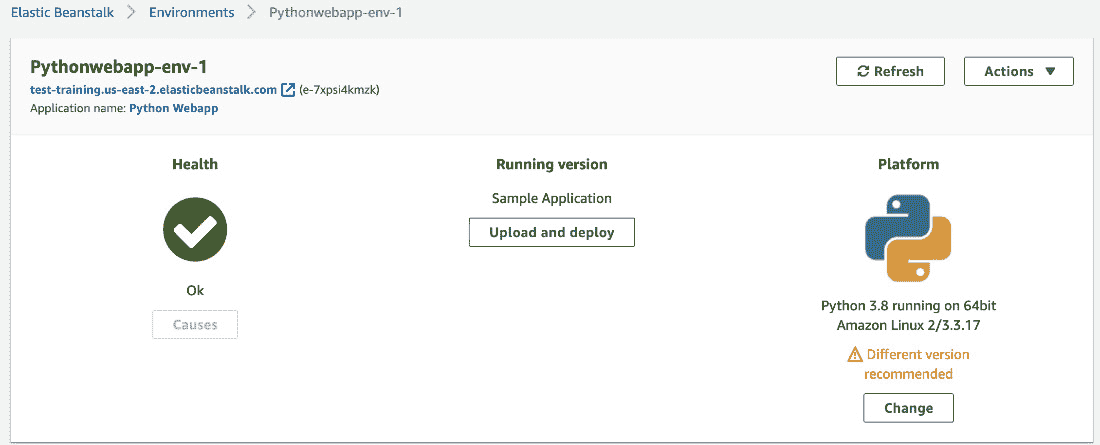 Elastic Beanstalk > Environments > Pythonwebapp-env-1
Pythonwebapp-env-1
test-training.us-east-2.elasticbeanstalk.com (e-7xpsi4kmzk)
Application name: Python Webapp
Refresh
Actions
Health
Ok
Causes
Running version
Sample Application
Upload and deploy
Platform
Python 3.8 running on 64bit
Amazon Linux 2/3.3.17
Different version
recommended
Change